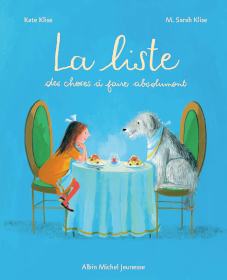 Kate Klise
M. Sarah Klise
La liste
des choses à faire absolument
Albin Michel Jeunesse